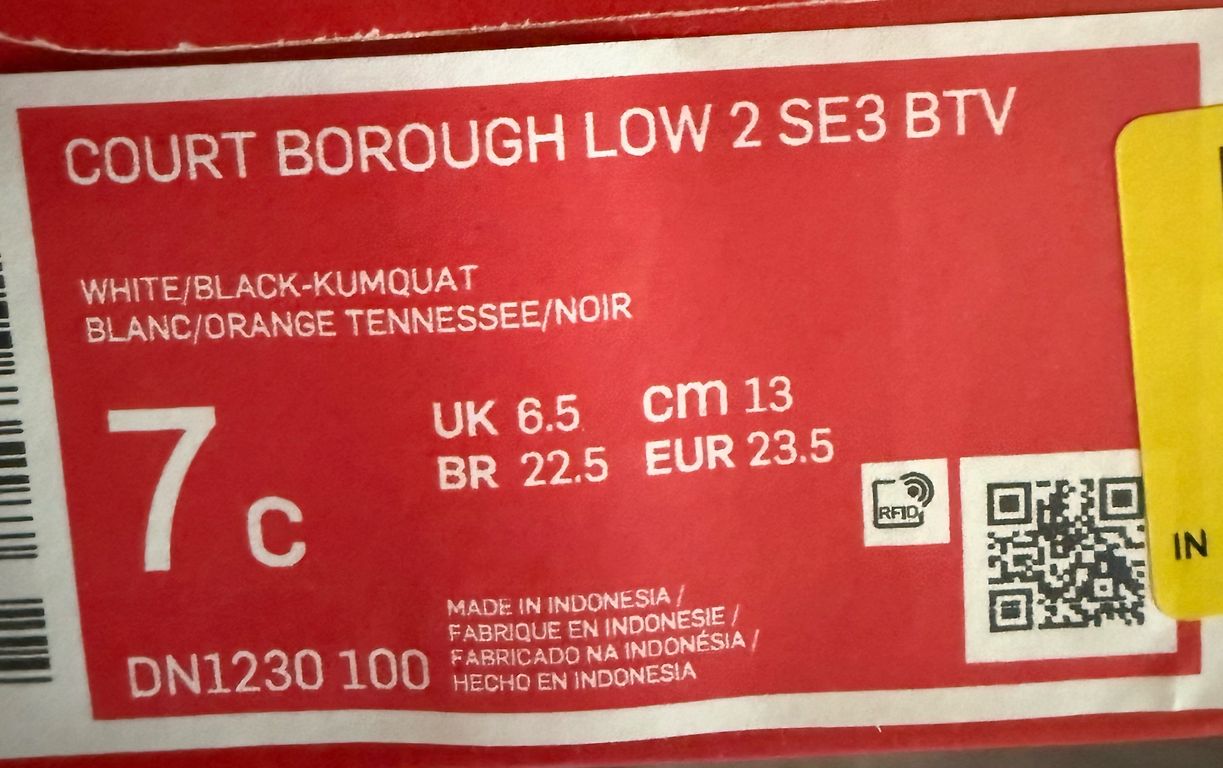 COURT BOROUGH LOW 2 SE3 BTV
WHITE/BLACK-KUMQUAT
BLANC/ORANGE TENNESSEE/NOIR
7 C
UK 6.5 cm 13
BR 22.5 EUR 23.5
RFID
IN
MADE IN INDONESIA /
FABRIQUE EN INDONESIE /
FABRICADO NA INDONÉSIA /
HECHO EN INDONESIA
DN1230 100